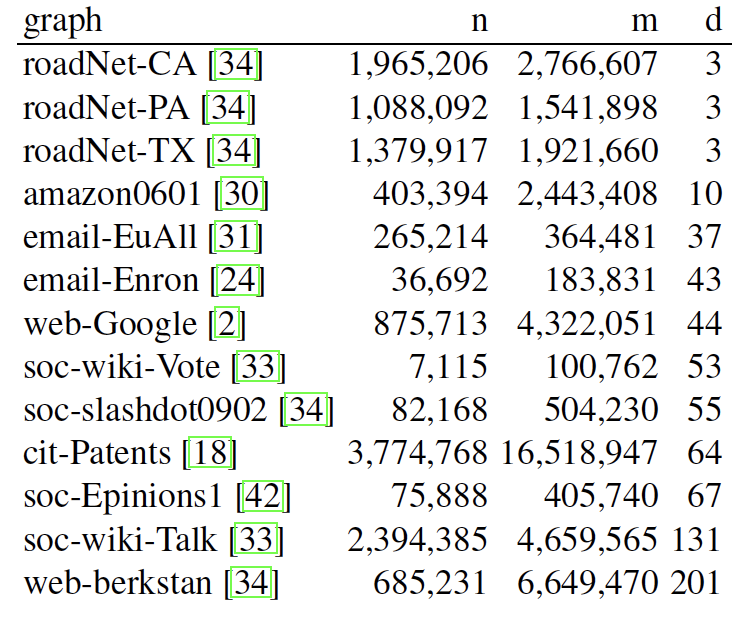 graph n m d
roadNet-CA [34] 1,965,206 2,766,607 3
roadNet-PA [34] 1,088,092 1,541,898 3
roadNet-TX [34] 1,379,917 1,921,660 3
amazon0601 [30] 403,394 2,443,408 10
email-EuAll [31] 265,214 364,481 37
email-Enron [24] 36,692 183,831 43
web-Google [2] 875,713 4,322,051 44
soc-wiki-Vote [33] 7,115 100,762 53
soc-slashdot0902 [34] 82,168 504,230 55
cit-Patents [18] 3,774,768 16,518,947 64
soc-Epinions1 [42] 75,888 405,740 67
soc-wiki-Talk [33] 2,394,385 4,659,565 131
web-berkstan [34] 685,231 6,649,470 201